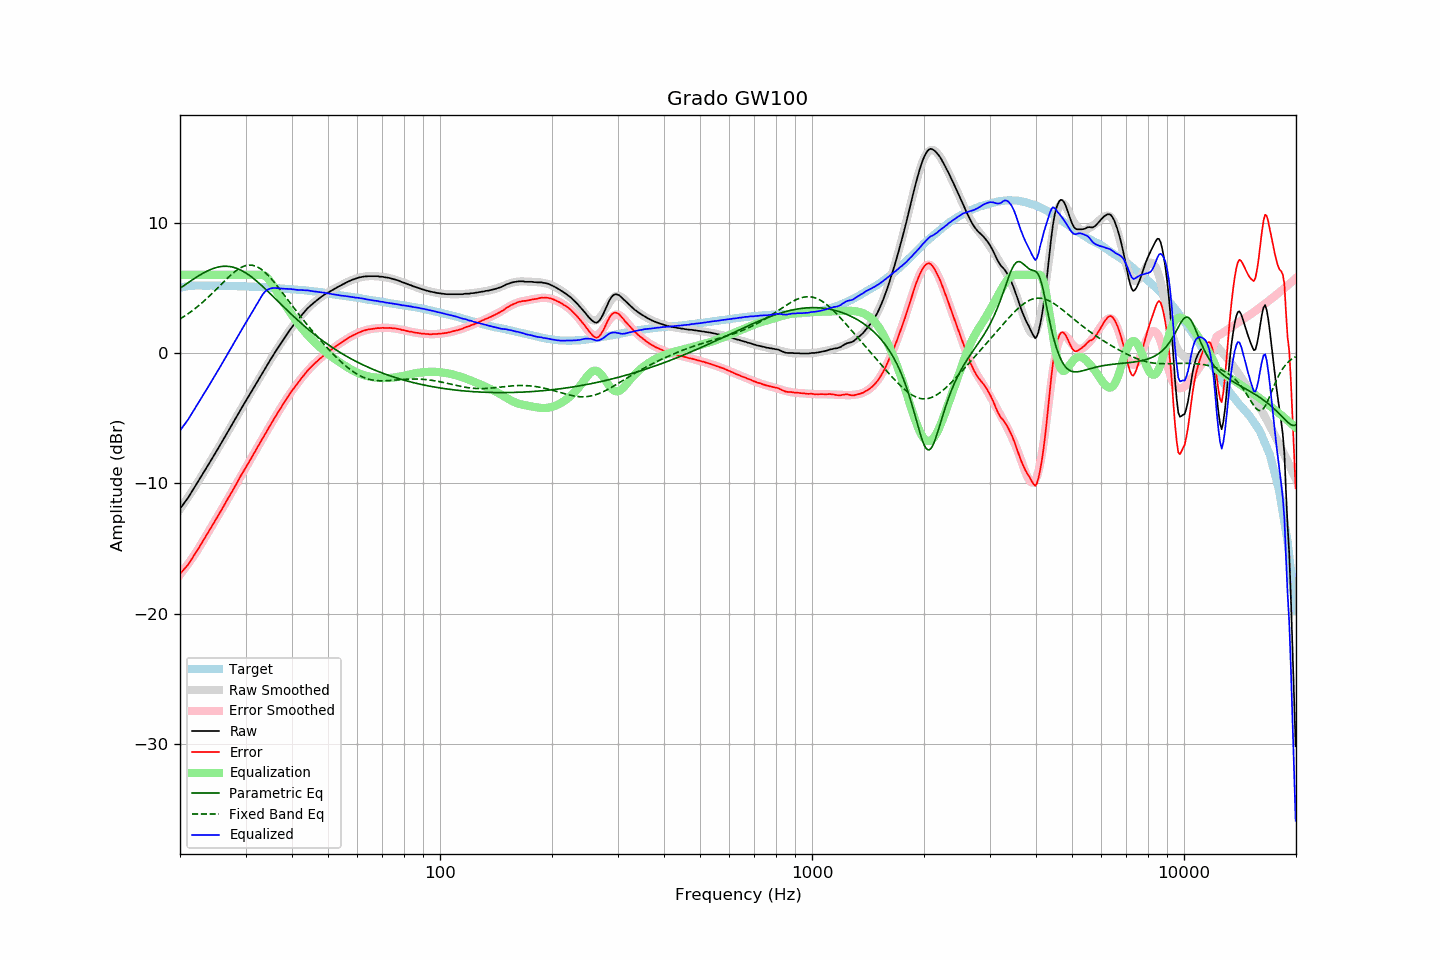 Grado GW100
Amplitude (dBr)
10
0
−10
−20
−30
Target
Raw Smoothed
Error Smoothed
Raw
Error
Equalization
Parametric Eq
Fixed Band Eq
Equalized
100
1000
10000
Frequency (Hz)